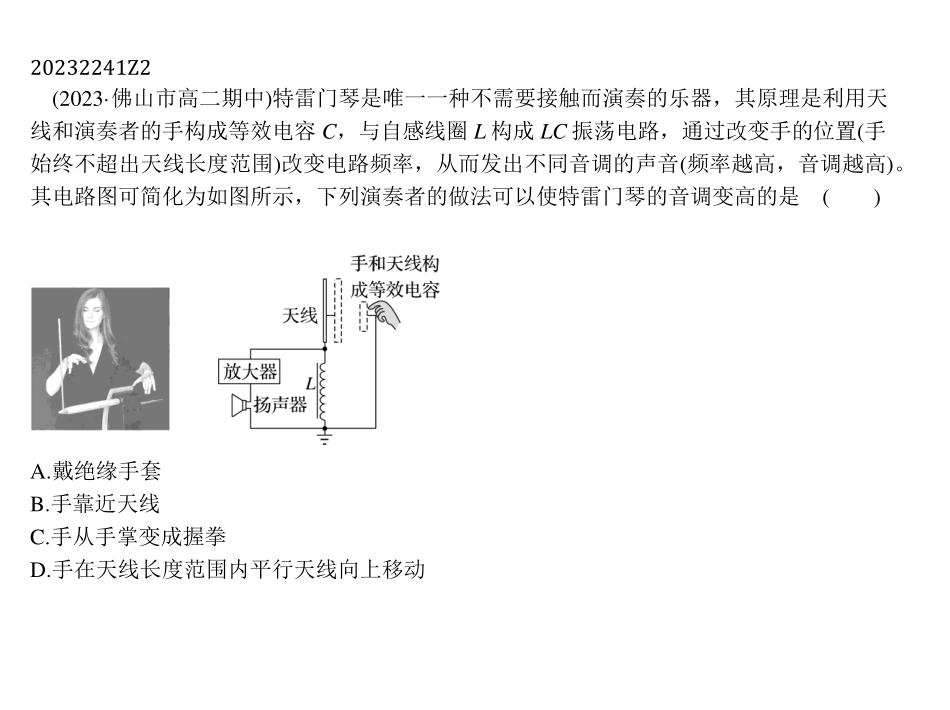 20232241Z2
(2023·佛山市高二期中)特雷门琴是唯一一种不需要接触而演奏的乐器，其原理是利用天
线和演奏者的手构成等效电容 C，与自感线圈 L 构成 LC 振荡电路，通过改变手的位置(手
始终不超出天线长度范围)改变电路频率，从而发出不同音调的声音(频率越高，音调越高)。
其电路图可简化为如图所示，下列演奏者的做法可以使特雷门琴的音调变高的是 (　　)
手和天线构
成等效电容
天线
放大器
L
扬声器
A.戴绝缘手套
B.手靠近天线
C.手从手掌变成握拳
D.手在天线长度范围内平行天线向上移动